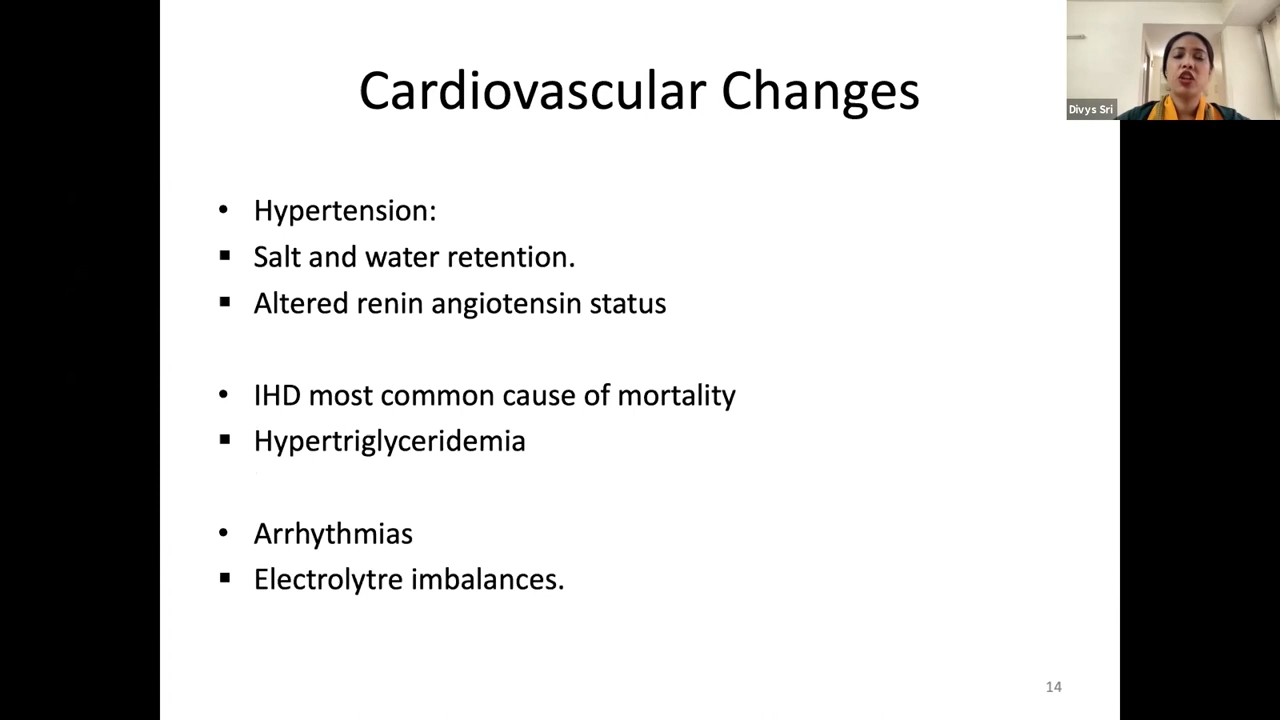 Cardiovascular Changes
Divys Sri
• Hypertension:
▪ Salt and water retention.
▪ Altered renin angiotensin status
• IHD most common cause of mortality
▪ Hypertriglyceridemia
• Arrhythmias
▪ Electrolytre imbalances.
14